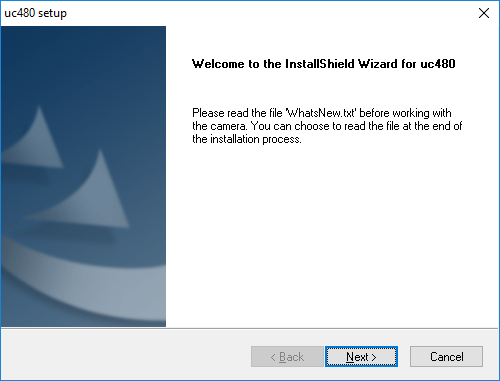 uc480 setup
Welcome to the InstallShield Wizard for uc480
Please read the file 'WhatsNew.txt' before working with
the camera. You can choose to read the file at the end of
the installation process.
< Back
Next >
Cancel